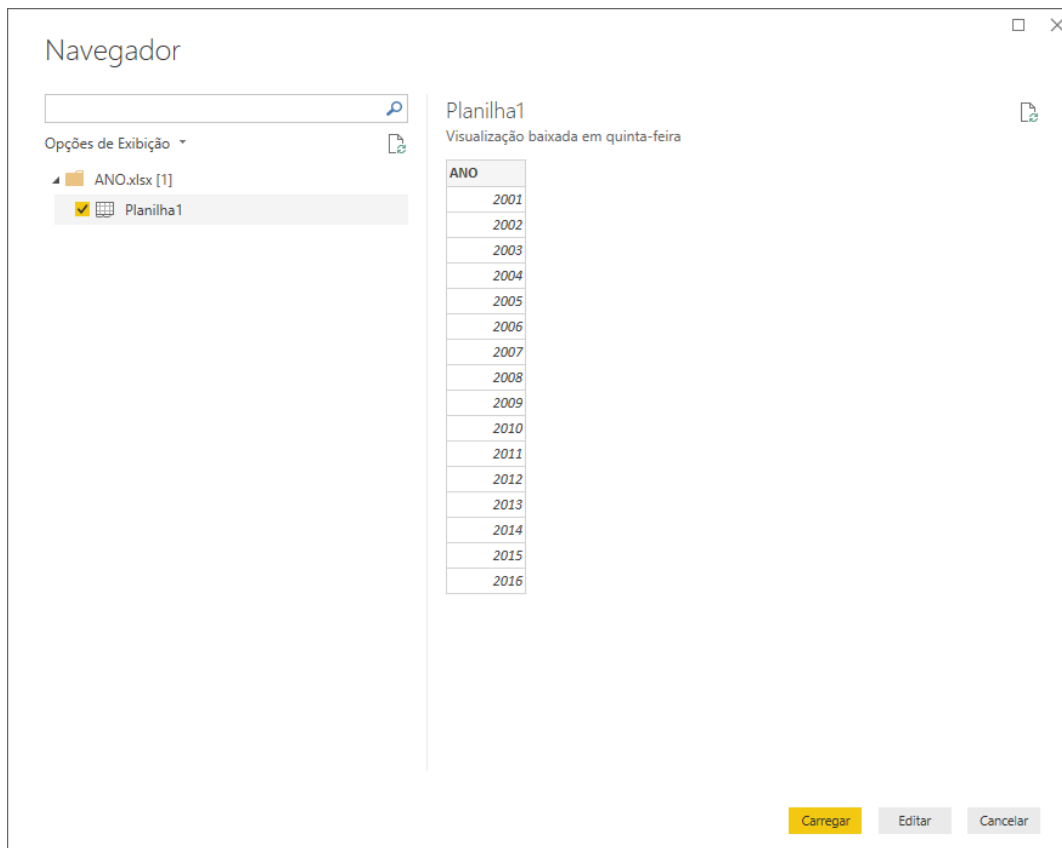 Navegador
Opções de Exibição
ANO.xlsx [1]
Planilha1
Planilha1
Visualização baixada em quinta-feira
ANO
2001
2002
2003
2004
2005
2006
2007
2008
2009
2010
2011
2012
2013
2014
2015
2016
Carregar
Editar
Cancelar